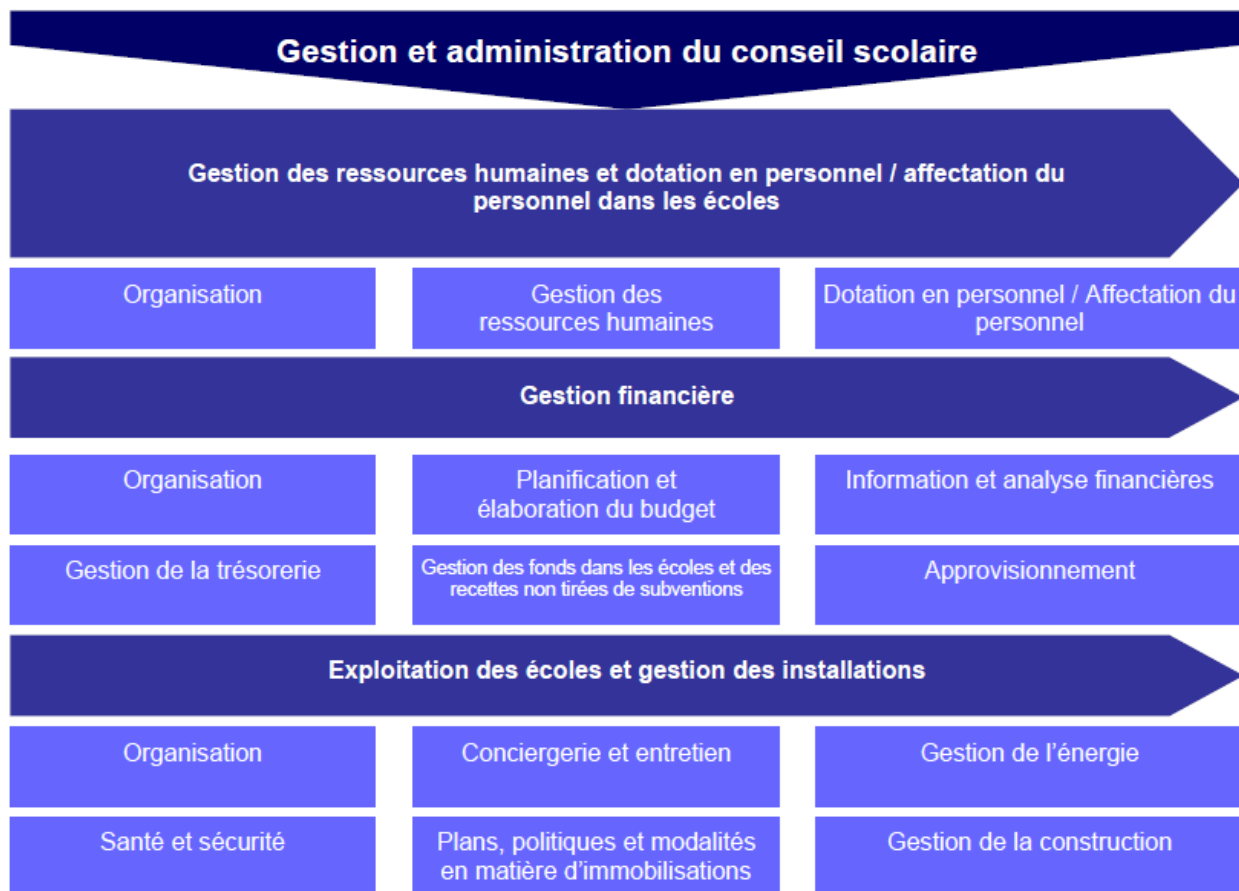 Gestion et administration du conseil scolaire
Gestion des ressources humaines et dotation en personnel / affectation du
personnel dans les écoles
Organisation
Gestion des
ressources humaines
Dotation en personnel / Affectation du
personnel
Gestion financière
Organisation
Planification et
élaboration du budget
Information et analyse financières
Gestion de la trésorerie
Gestion des fonds dans les écoles et des
recettes non tirées de subventions
Approvisionnement
Exploitation des écoles et gestion des installations
Organisation
Conciergerie et entretien
Gestion de l’énergie
Santé et sécurité
Plans, politiques et modalités
en matière d’immobilisations
Gestion de la construction